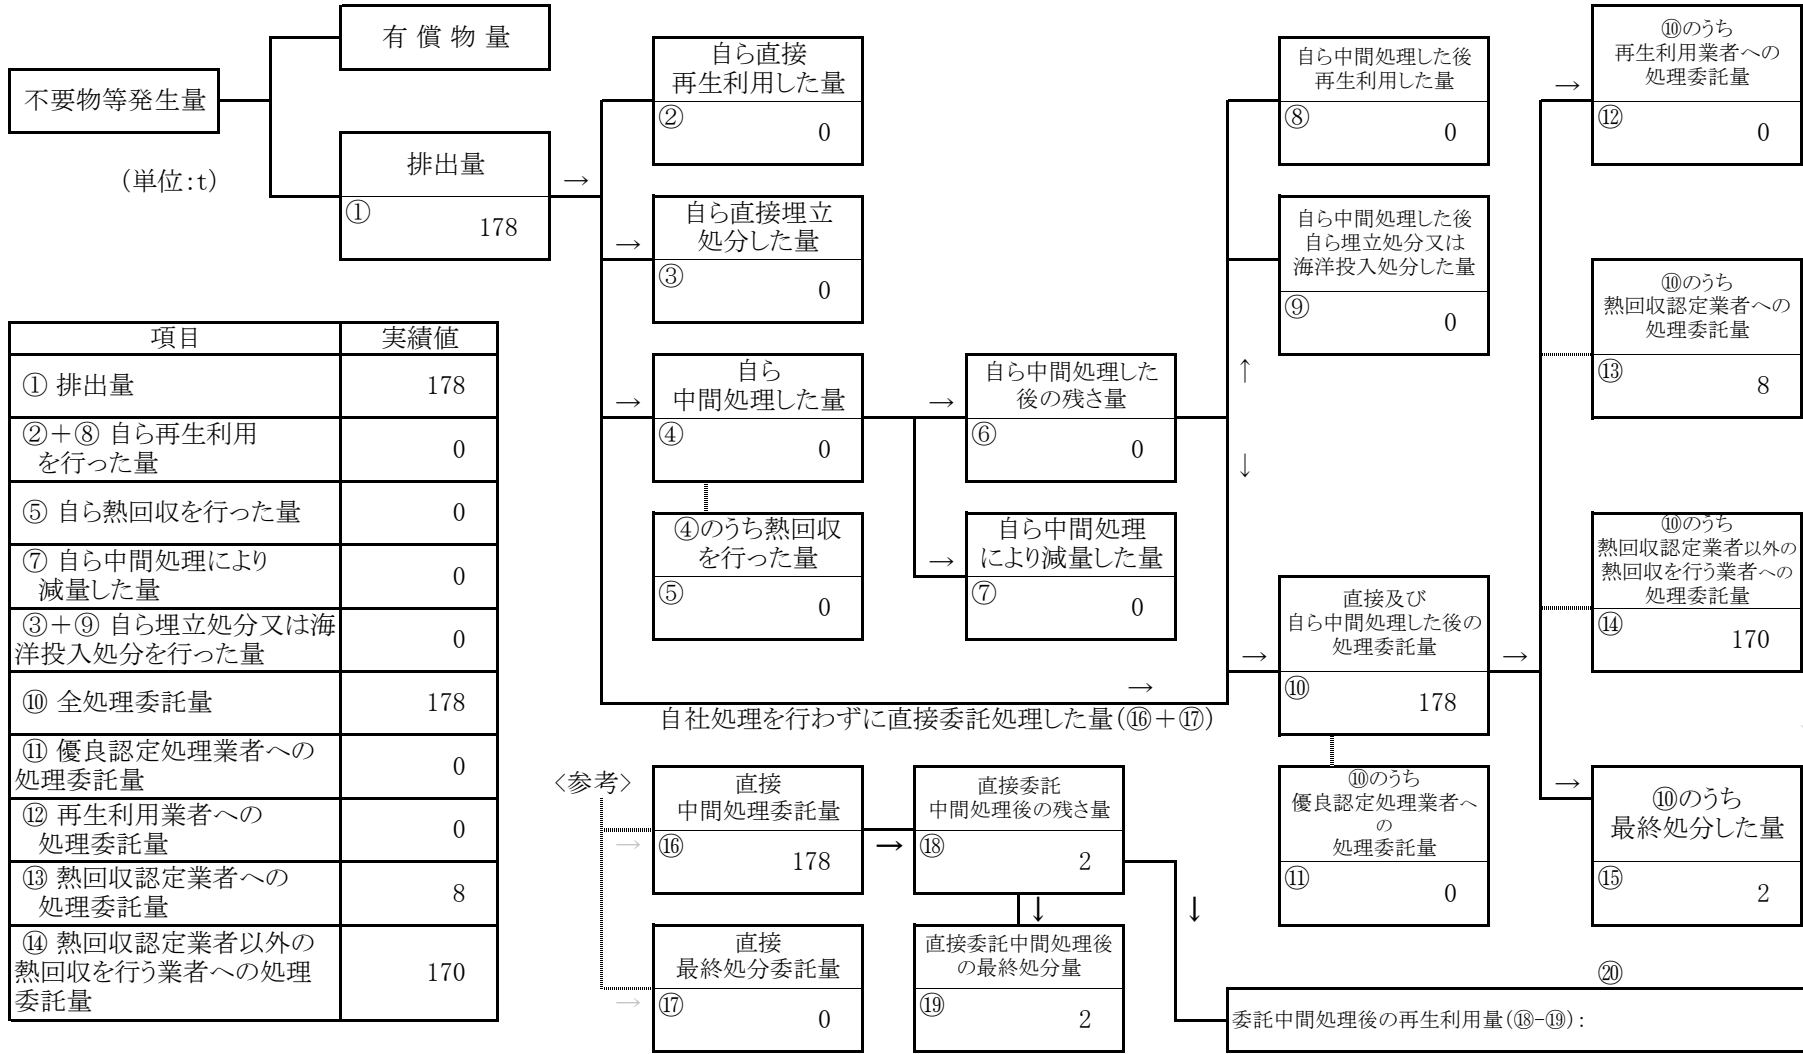 有 償 物 量
不要物等発生量
(単位:t)
排出量
①
178
→
自ら直接
再生利用した量
②
0
→
自ら直接埋立
処分した量
③
0
→
自ら
中間処理した量
④
0
④のうち熱回収
を行った量
⑤
0
→
自ら中間処理した
後の残さ量
⑥
0
→
自ら中間処理
により減量した量
⑦
0
↑
↓
自ら中間処理した後
再生利用した量
⑧
0
自ら中間処理した後
自ら埋立処分又は
海洋投入処分した量
⑨
0
→
直接及び
自ら中間処理した後の
処理委託量
⑩
178
→
⑩のうち
優良認定処理業者へ
の
処理委託量
⑪
0
→
⑩のうち
再生利用業者への
処理委託量
⑫
0
⑩のうち
熱回収認定業者への
処理委託量
⑬
8
⑩のうち
熱回収認定業者以外の
熱回収を行う業者への
処理委託量
⑭
170
→
⑩のうち
最終処分した量
⑮
2
→
自社処理を行わずに直接委託処理した量(⑯+⑰)
<参考>
→
直接
中間処理委託量
⑯
178
→
直接
最終処分委託量
⑰
0
→
直接委託
中間処理後の残さ量
⑱
2
↓
直接委託中間処理後
の最終処分量
⑲
2
↓
⑳
委託中間処理後の再生利用量(⑱-⑲):
項目 実績値
① 排出量 178
②+⑧ 自ら再生利用
を行った量
0
⑤ 自ら熱回収を行った量 0
⑦ 自ら中間処理により
減量した量
0
③+⑨ 自ら埋立処分又は海
洋投入処分を行った量
0
⑩ 全処理委託量 178
⑪ 優良認定処理業者への
処理委託量
0
⑫ 再生利用業者への
処理委託量
0
⑬ 熱回収認定業者への
処理委託量
8
⑭ 熱回収認定業者以外の
熱回収を行う業者への処理
委託量
170